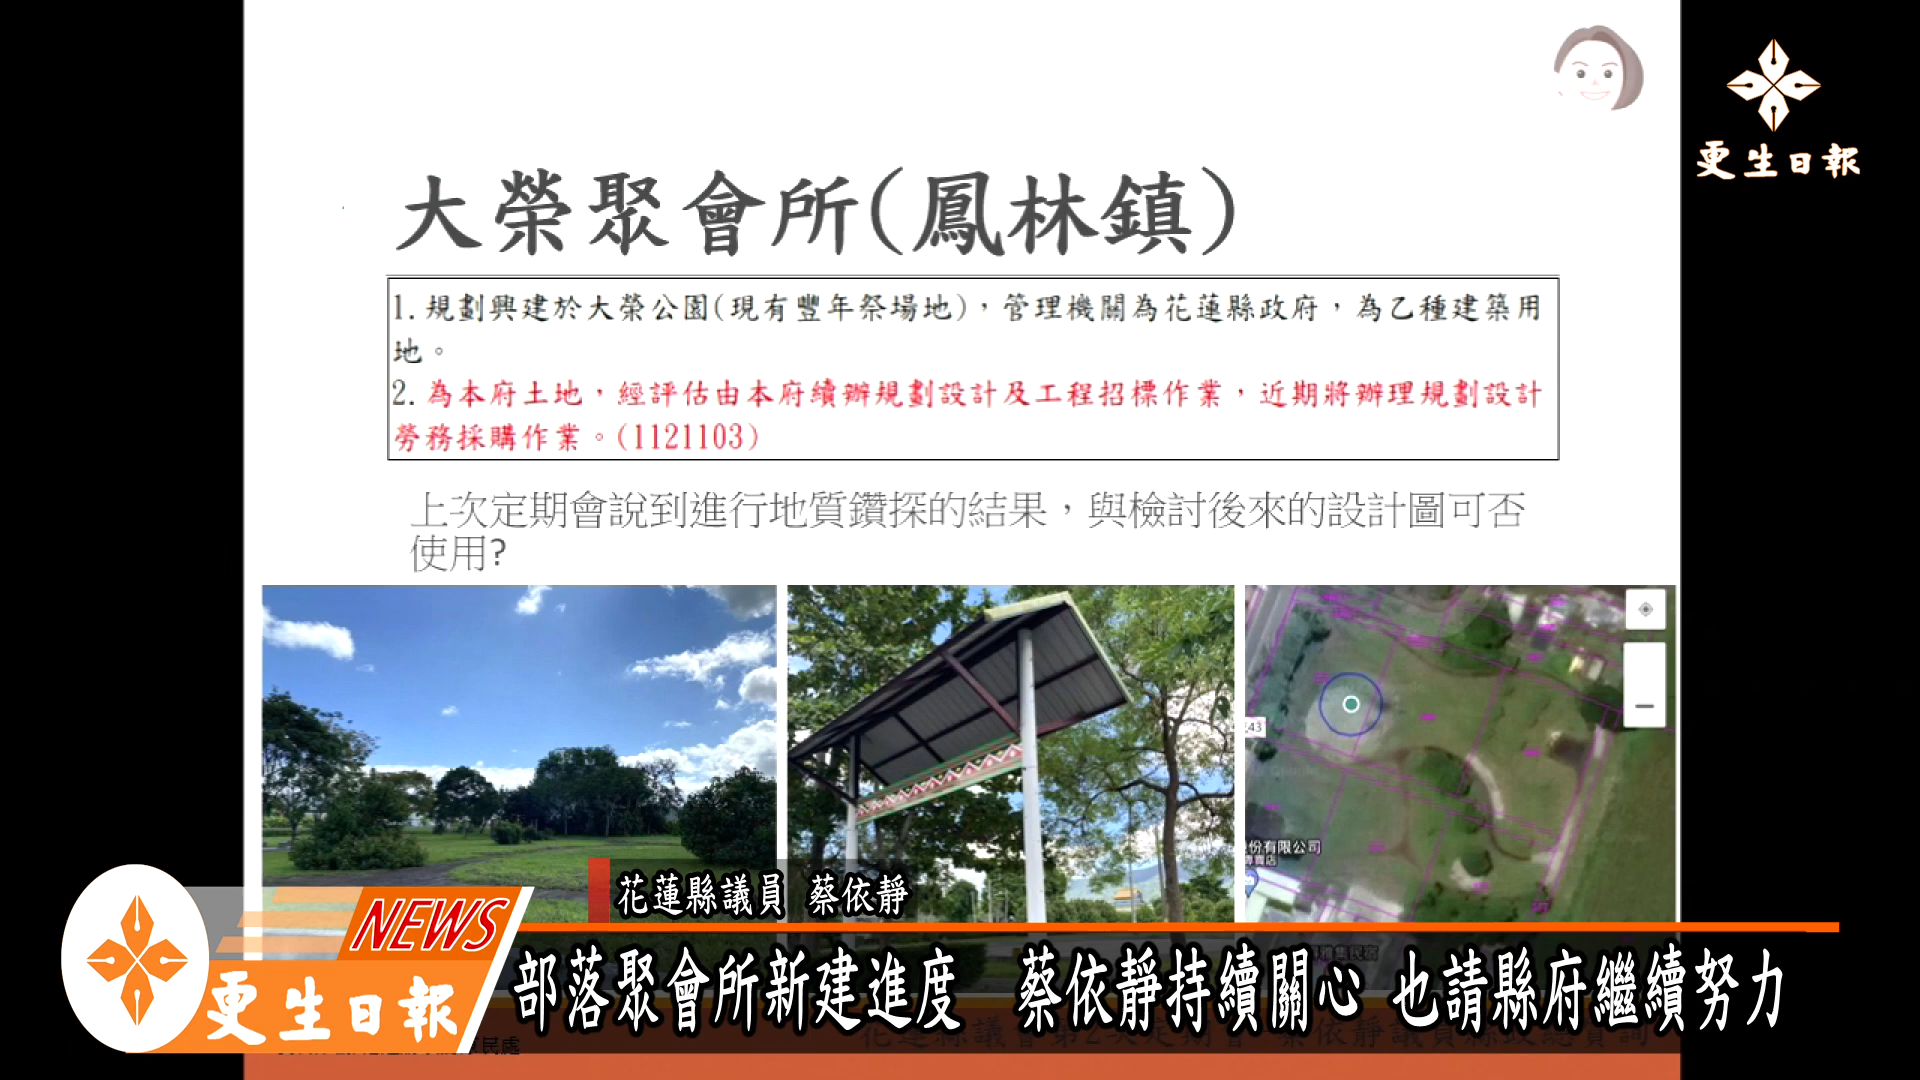 更生日報
大榮聚會所(鳳林鎮)
1.規劃興建於大榮公園(現有豐年祭場地)，管理機關為花蓮縣政府，為乙種建築用
地。
2.為本府土地，經評估由本府續辦規劃設計及工程招標作業，近期將辦理規劃設計
勞務採購作業。(1121103)
上次定期會說到進行地質鑽探的結果，與檢討後來的設計圖可否
使用?
份有限公司
專賣店
花蓮縣議員 蔡依靜
NEWS
更生日報
部落聚會所新建進度 蔡依靜持續關心 也請縣府繼續努力